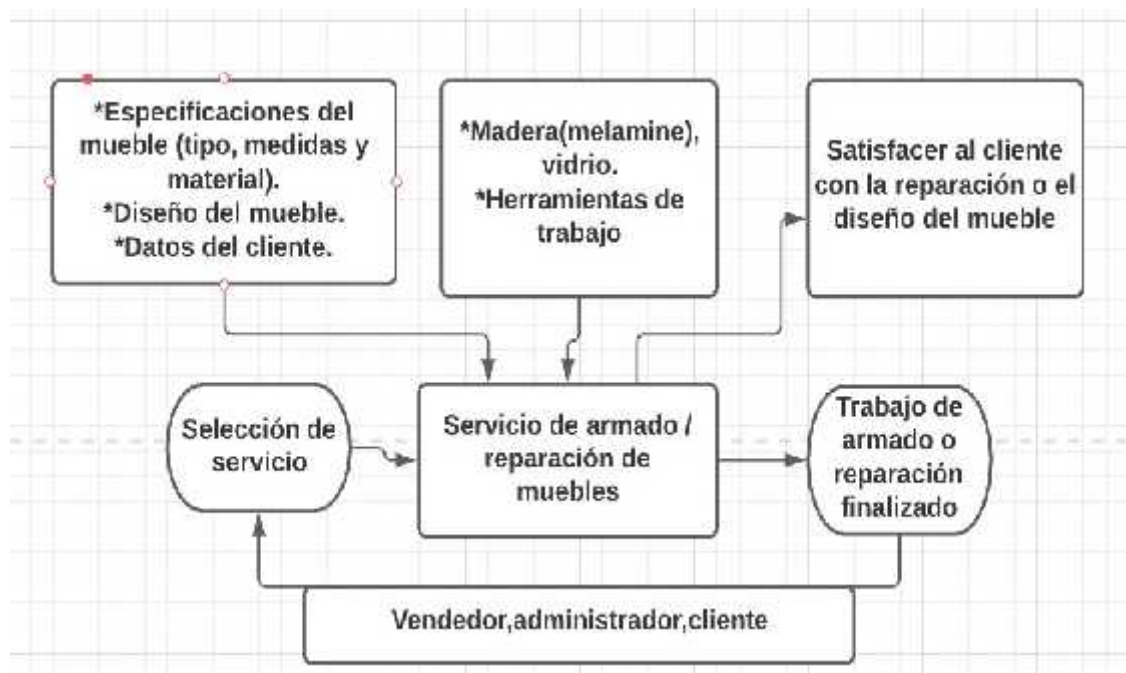 *Especificaciones del
mueble (tipo, medidas y
material).
*Diseño del mueble.
*Datos del cliente.
*Madera(melamine),
vidrio.
*Herramientas de
trabajo
Satisfacer al cliente
con la reparación o el
diseño del mueble
Selección de
servicio
Servicio de armado /
reparación de
muebles
Trabajo de
armado o
reparación
finalizado
Vendedor,administrador,cliente